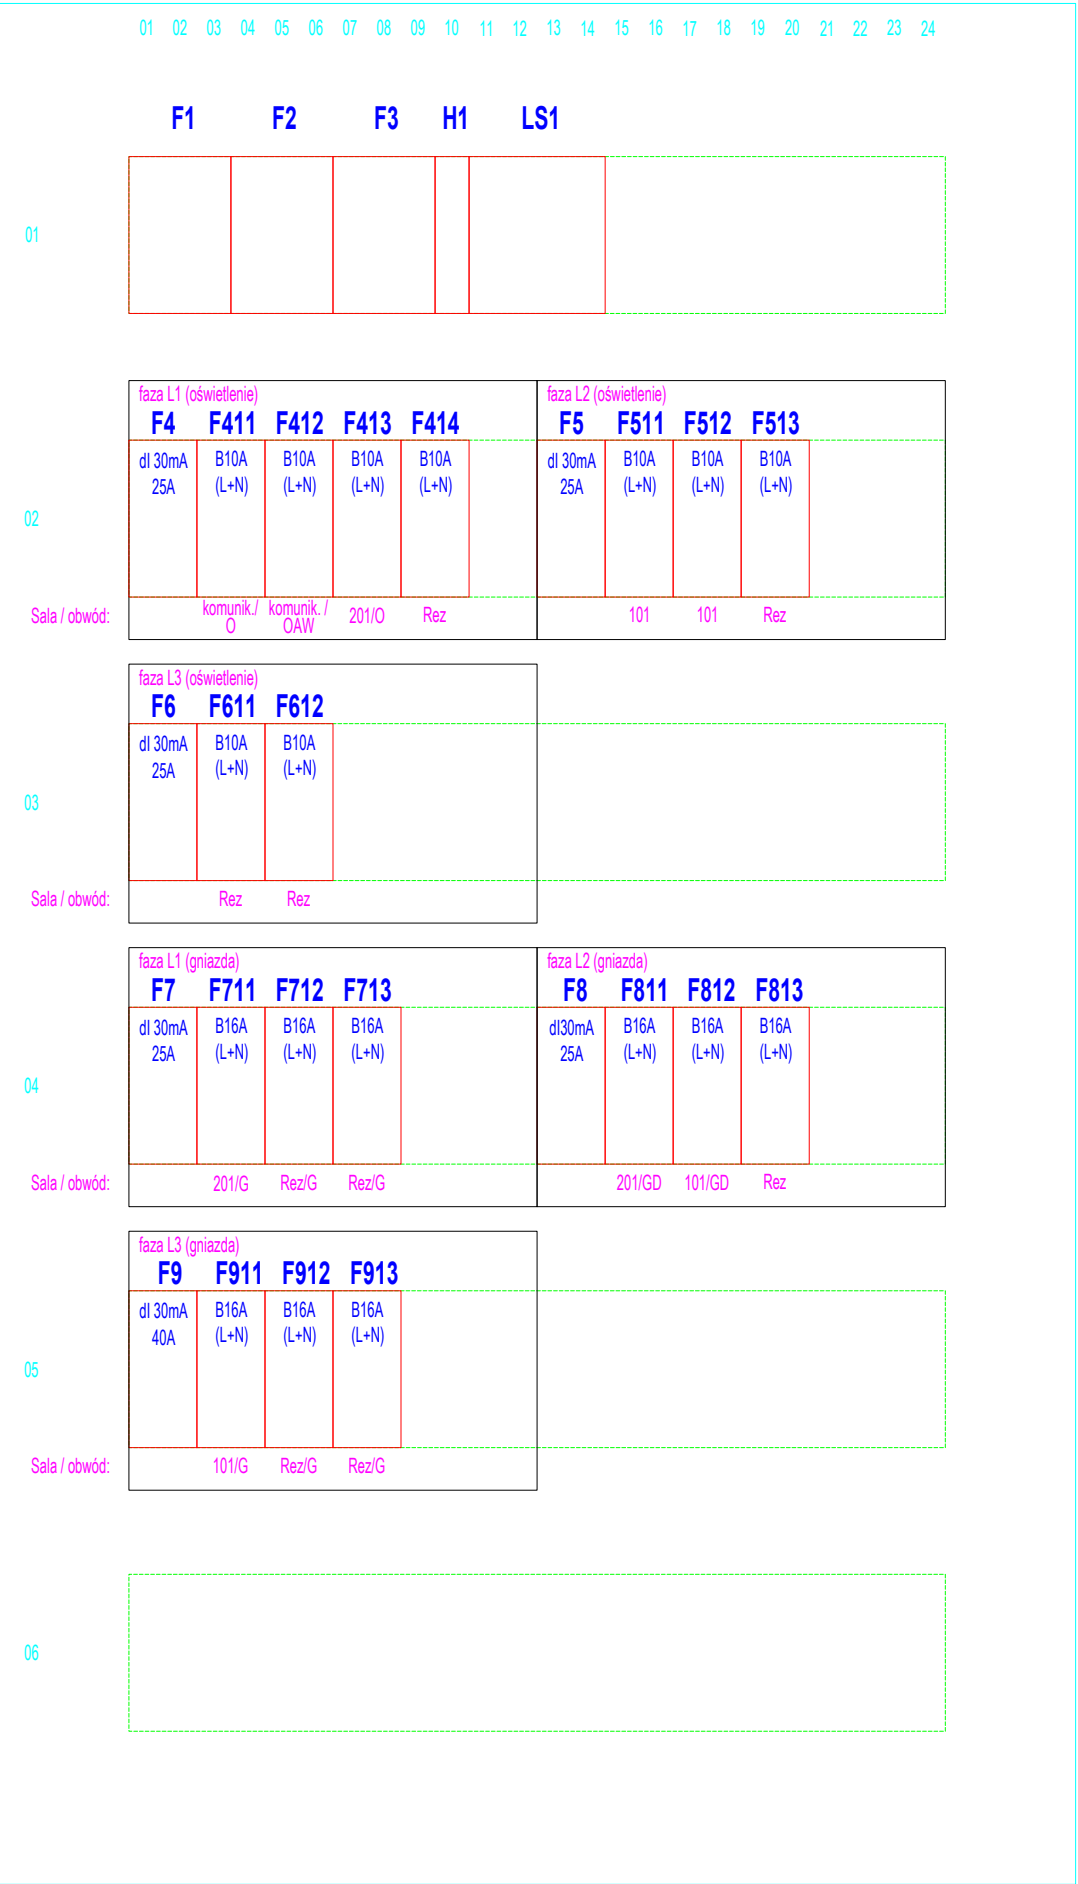 01 02 03 04 05 06 07 08 09 10 11 12 13 14 15 16 17 18 19 20 21 22 23 24
F1 F2 F3 H1 LS1
01
faza L1 (oświetlenie) faza L2 (oświetlenie)
F4 F411 F412 F413 F414 F5 F511 F512 F513
dI 30mA B10A B10A B10A B10A dI 30mA B10A B10A B10A
25A (L+N) (L+N) (L+N) (L+N) 25A (L+N) (L+N) (L+N)
02
Sala / obwód: komunik./ komunik. / 201/O Rez 101 101 Rez
O OAW
faza L3 (oświetlenie)
F6 F611 F612
dI 30mA B10A B10A
25A (L+N) (L+N)
03
Sala / obwód: Rez Rez
faza L1 (gniazda) faza L2 (gniazda)
F7 F711 F712 F713 F8 F811 F812 F813
dI 30mA B16A B16A B16A dI30mA B16A B16A B16A
25A (L+N) (L+N) (L+N) 25A (L+N) (L+N) (L+N)
04
Sala / obwód: 201/G Rez/G Rez/G 201/GD 101/GD Rez
faza L3 (gniazda)
F9 F911 F912 F913
dI 30mA B16A B16A B16A
40A (L+N) (L+N) (L+N)
05
Sala / obwód: 101/G Rez/G Rez/G
06